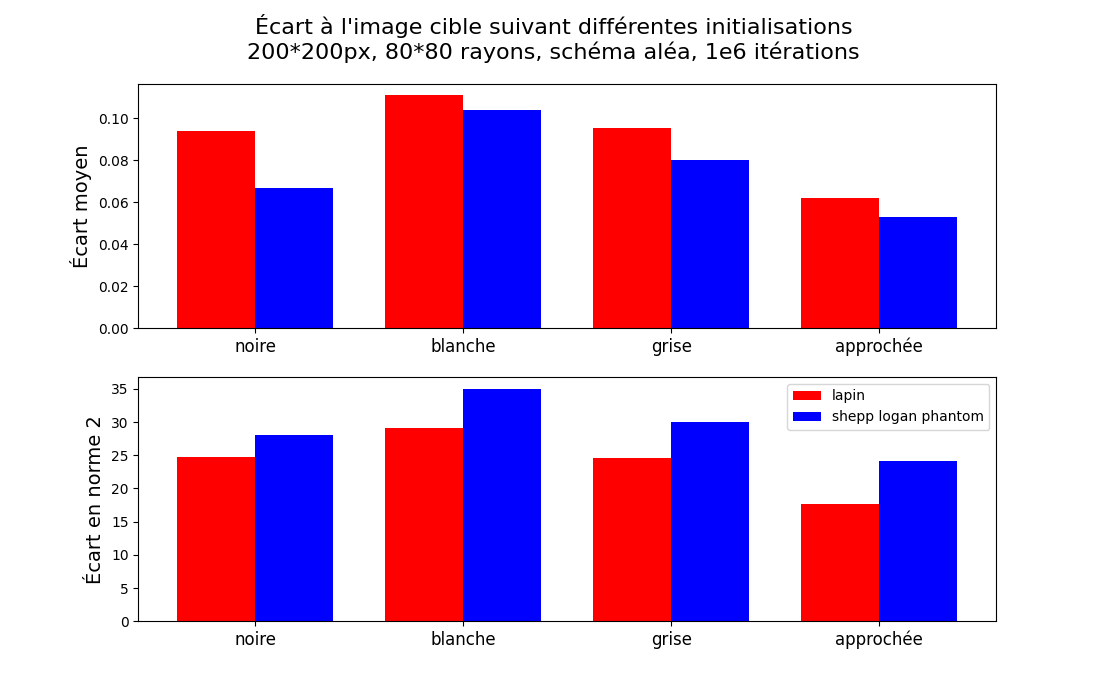 Écart à l'image cible suivant différentes initialisations
200*200px, 80*80 rayons, schéma aléa, 1e6 itérations
Écart moyen
0.10
0.08
0.06
0.04
0.02
0.00
noire blanche grise approchée
Écart en norme 2
35
30
25
20
15
10
5
0
lapin
shepp logan phantom
noire blanche grise approchée